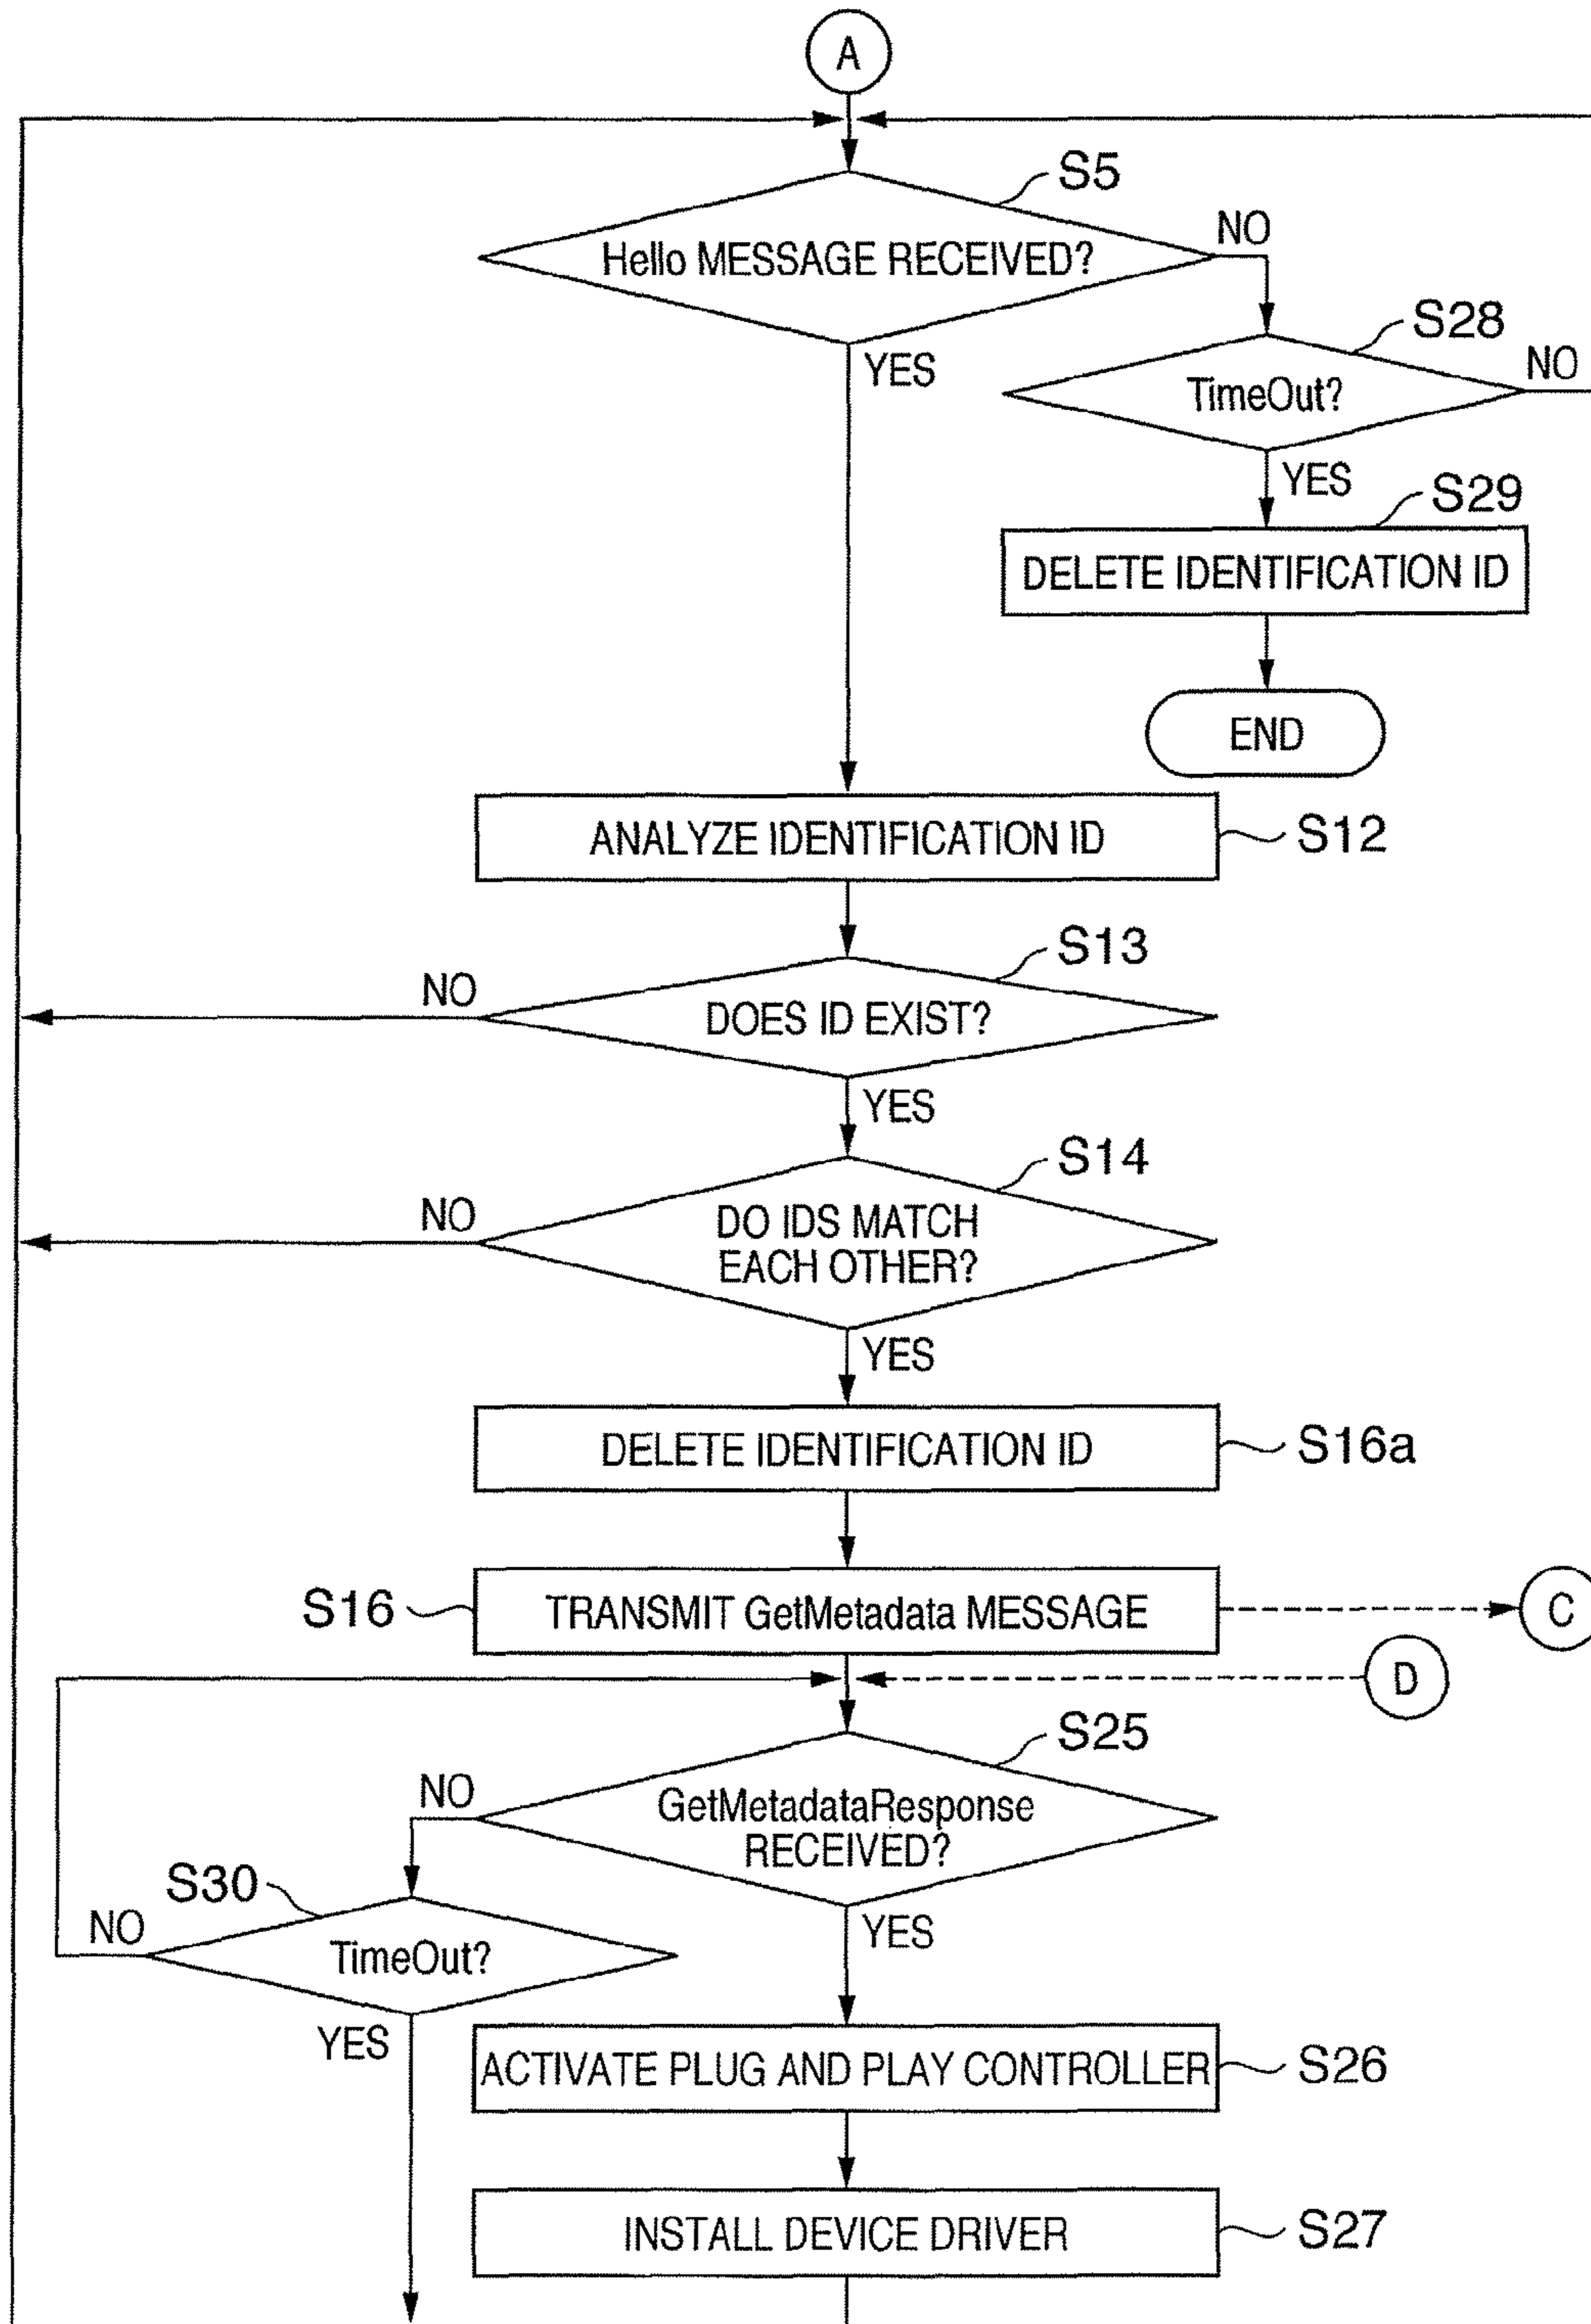 A
S5
Hello MESSAGE RECEIVED?
NO
YES
S28
TimeOut?
NO
YES
S29
DELETE IDENTIFICATION ID
END
ANALYZE IDENTIFICATION ID
S12
S13
NO
DOES ID EXIST?
YES
S14
NO
DO IDS MATCH
EACH OTHER?
YES
DELETE IDENTIFICATION ID
S16a
S16
TRANSMIT GetMetadata MESSAGE
C
D
S25
NO
GetMetadataResponse
RECEIVED?
YES
S30
NO
TimeOut?
YES
ACTIVATE PLUG AND PLAY CONTROLLER
S26
INSTALL DEVICE DRIVER
S27